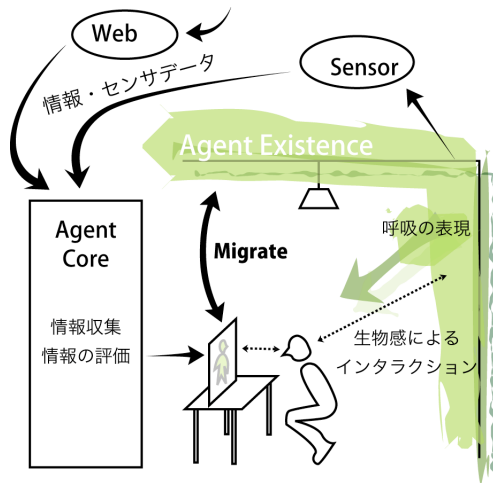 Web
Sensor
情報・センサデータ
Agent Existence
Agent
Core
Migrate
呼吸の表現
情報収集
情報の評価
生物感による
インタラクション